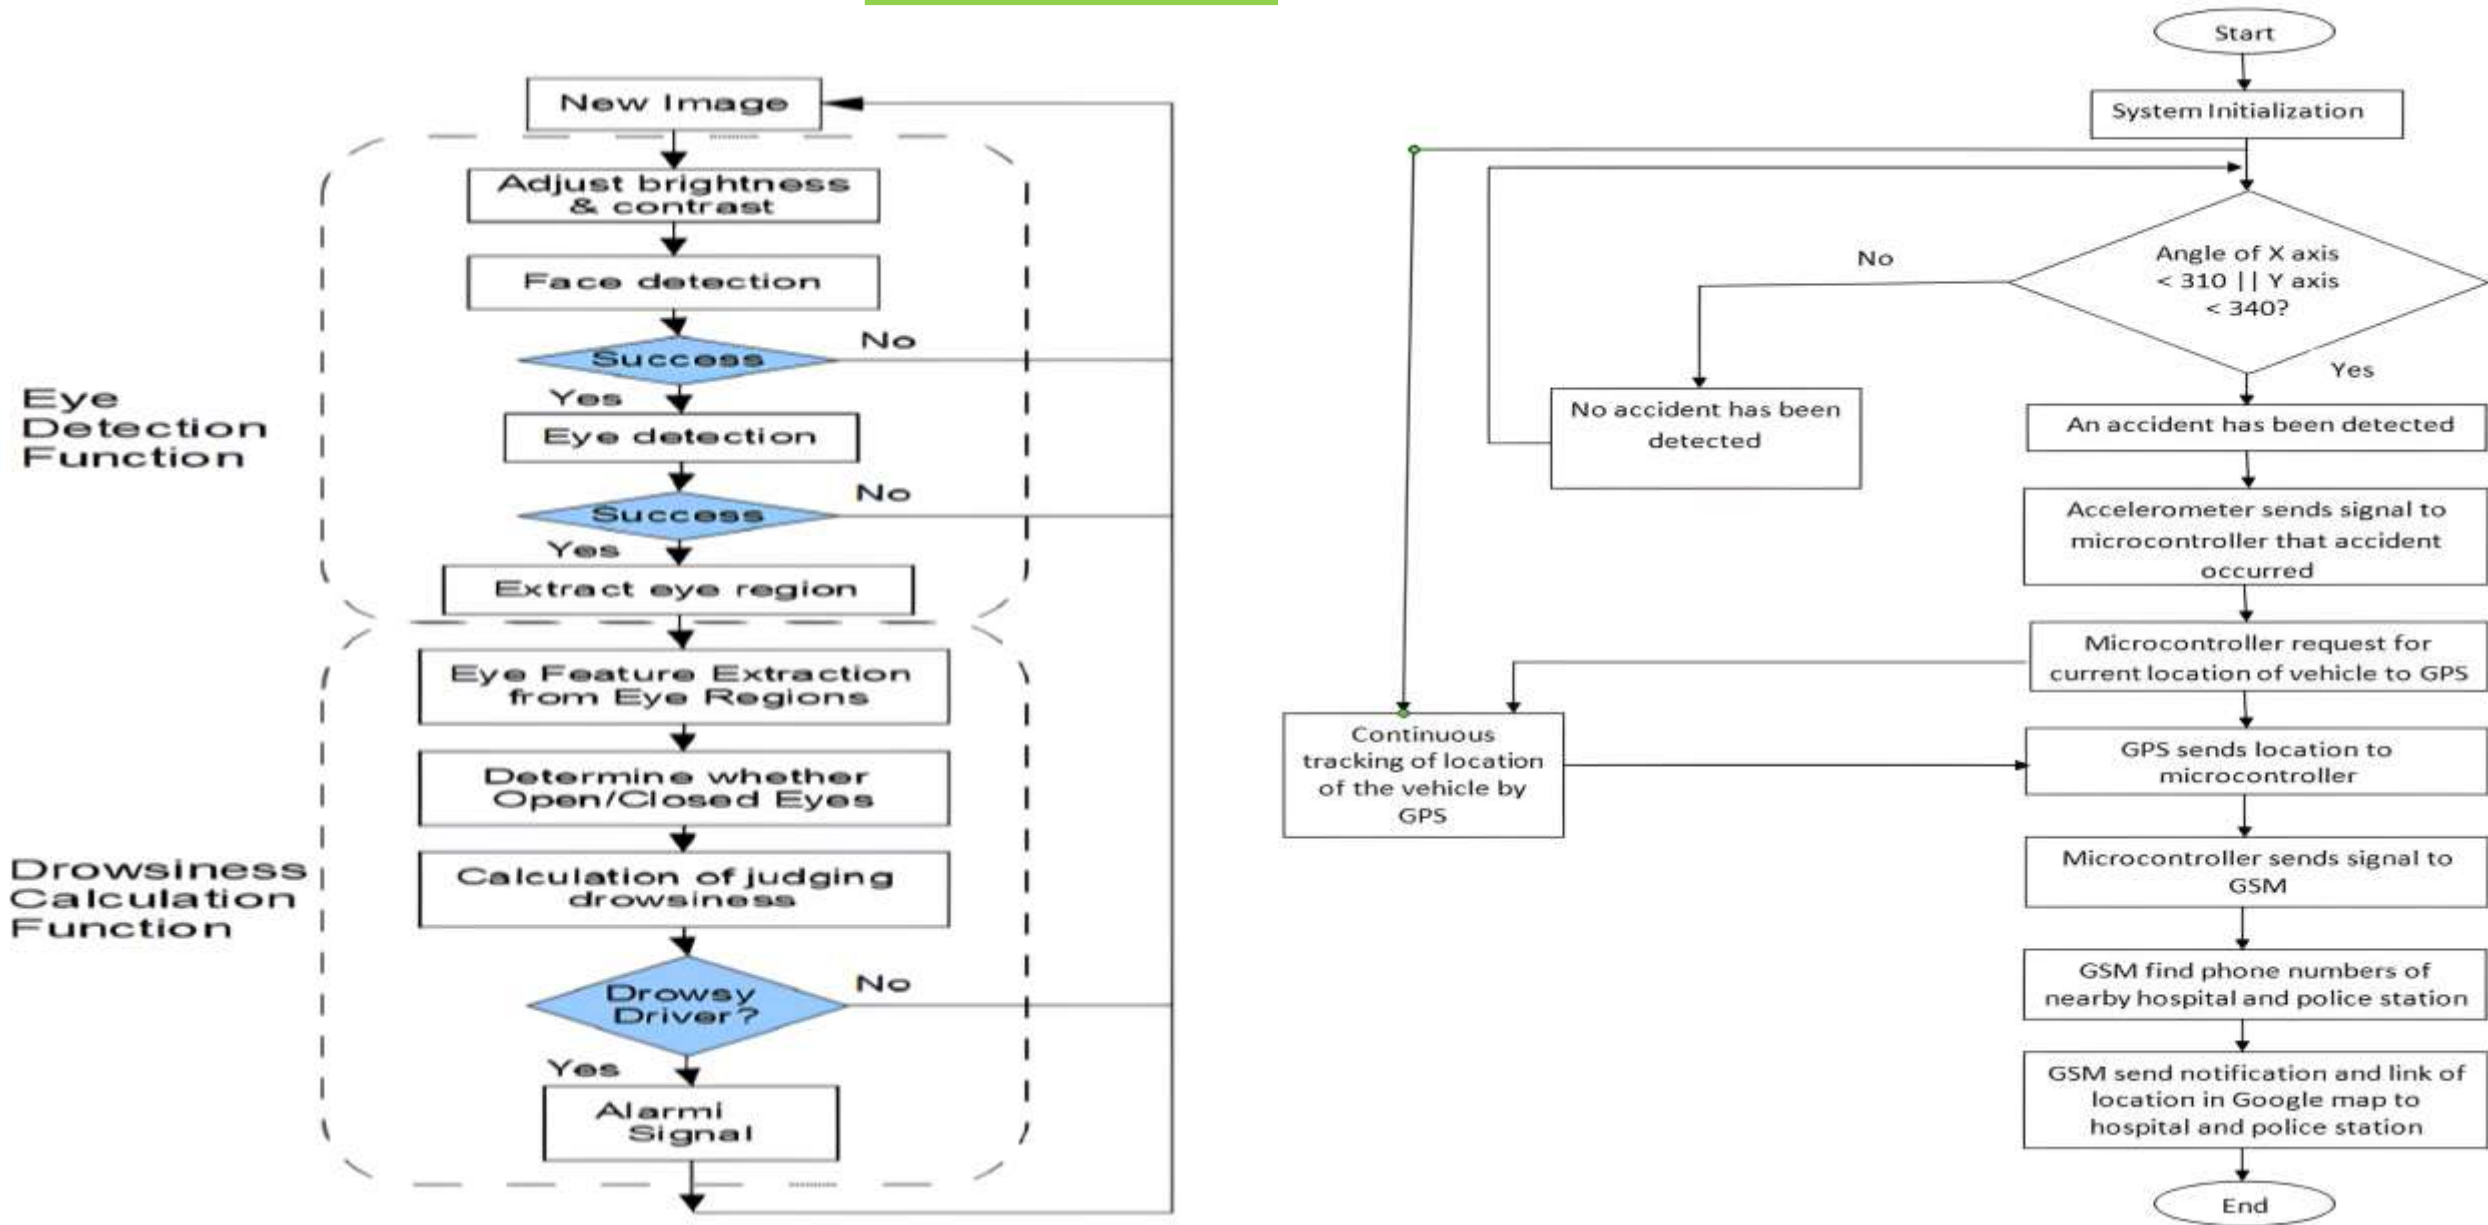 New Image
Adjust brightness
& contrast
Face detection
Success
No
Yes
Eye detection
Success
No
Yes
Extract eye region
Eye
Detection
Function
Eye Feature Extraction
from Eye Regions
Determine whether
Open/Closed Eyes
Calculation of judging
drowsiness
Drowsy
Driver?
No
Yes
Alarmi
Signal
Drowsiness
Calculation
Function
Start
System Initialization
Angle of X axis
< 310 || Y axis
< 340?
No
Yes
No accident has been
detected
An accident has been detected
Accelerometer sends signal to
microcontroller that accident
occurred
Microcontroller request for
current location of vehicle to GPS
Continuous
tracking of location
of the vehicle by
GPS
GPS sends location to
microcontroller
Microcontroller sends signal to
GSM
GSM find phone numbers of
nearby hospital and police station
GSM send notification and link of
location in Google map to
hospital and police station
End